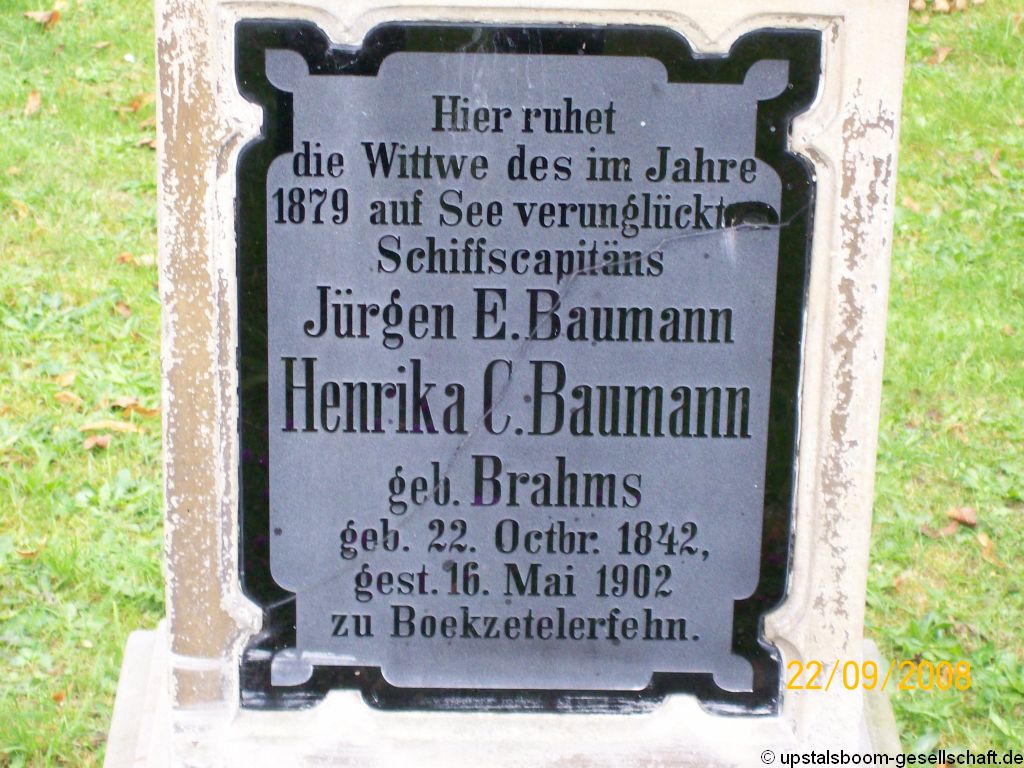 Hier ruhet
die Wittwe des im Jahre
1879 auf See verunglückten
Schiffscapitäns
Jürgen E. Baumann
Henrika C. Baumann
geb. Brahms
geb. 22. Octbr. 1842,
gest. 16. Mai 1902
zu Boekzetelerfehn.
22/09/2008
© upstalsboom-gesellschaft.de